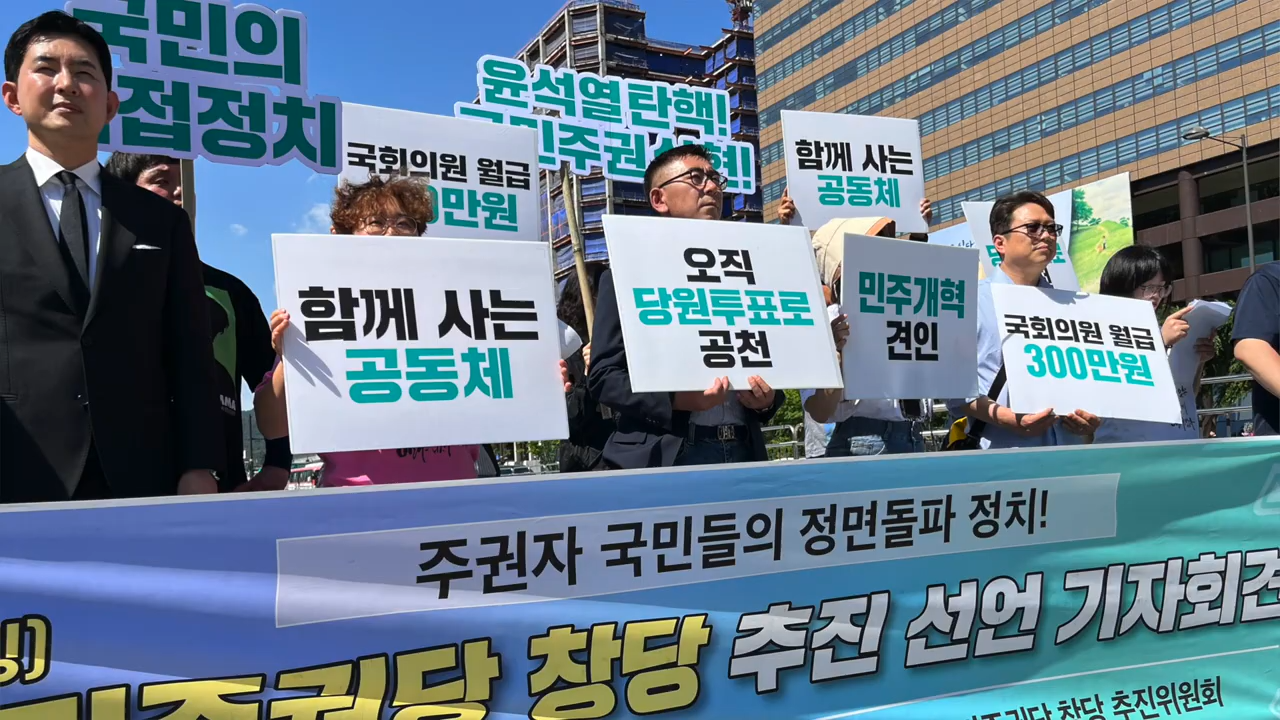 국민의
접정치
윤석열 탄핵!
국회의원 월급
0만원
함께 사는
공동체
함께 사는
공동체
오직
당원투표로
공천
민주개혁
견인
국회의원 월급
300만원
주권자 국민들의 정면돌파 정치!
창당 추진 선언 기자회견
창당 추진위원회